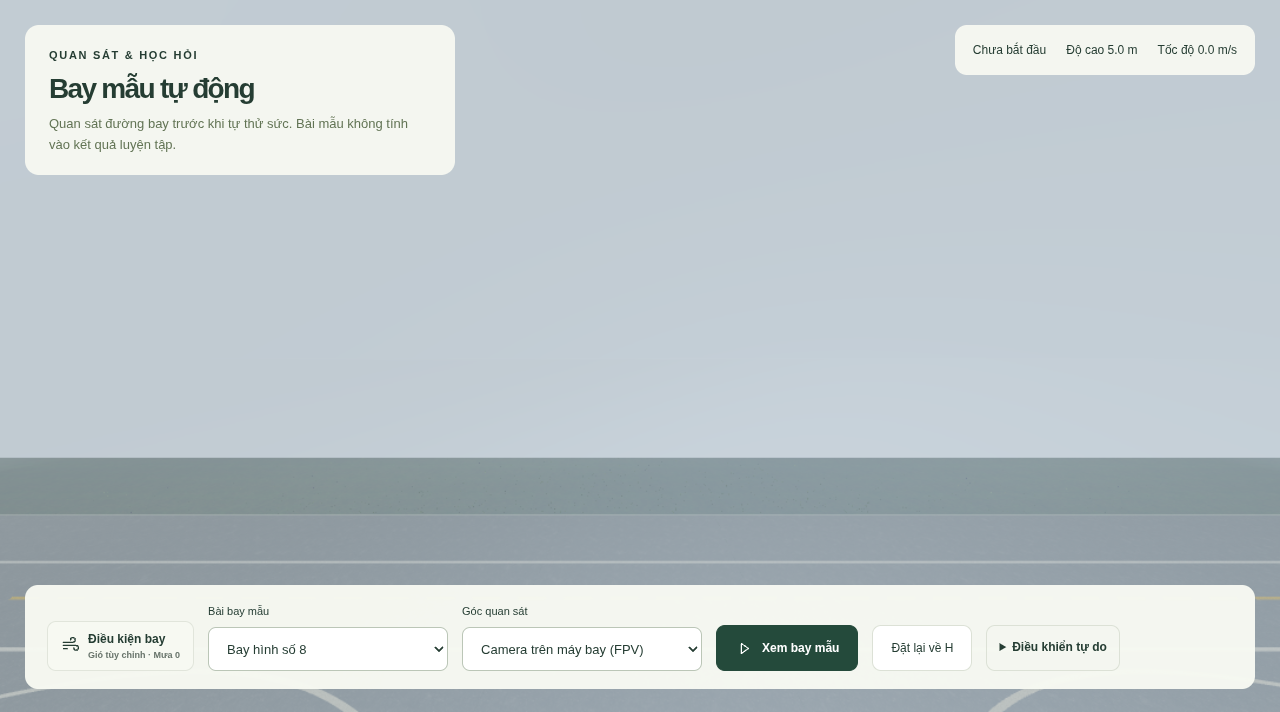 QUAN SÁT & HỌC HỎI
Bay mẫu tự động
Quan sát đường bay trước khi tự thử sức. Bài mẫu không tính
vào kết quả luyện tập.
Chưa bắt đầu Độ cao 5.0 m Tốc độ 0.0 m/s
Điều kiện bay
Gió tùy chỉnh · Mưa 0
Bài bay mẫu
Bay hình số 8
Góc quan sát
Camera trên máy bay (FPV)
Xem bay mẫu
Đặt lại về H
Điều khiển tự do